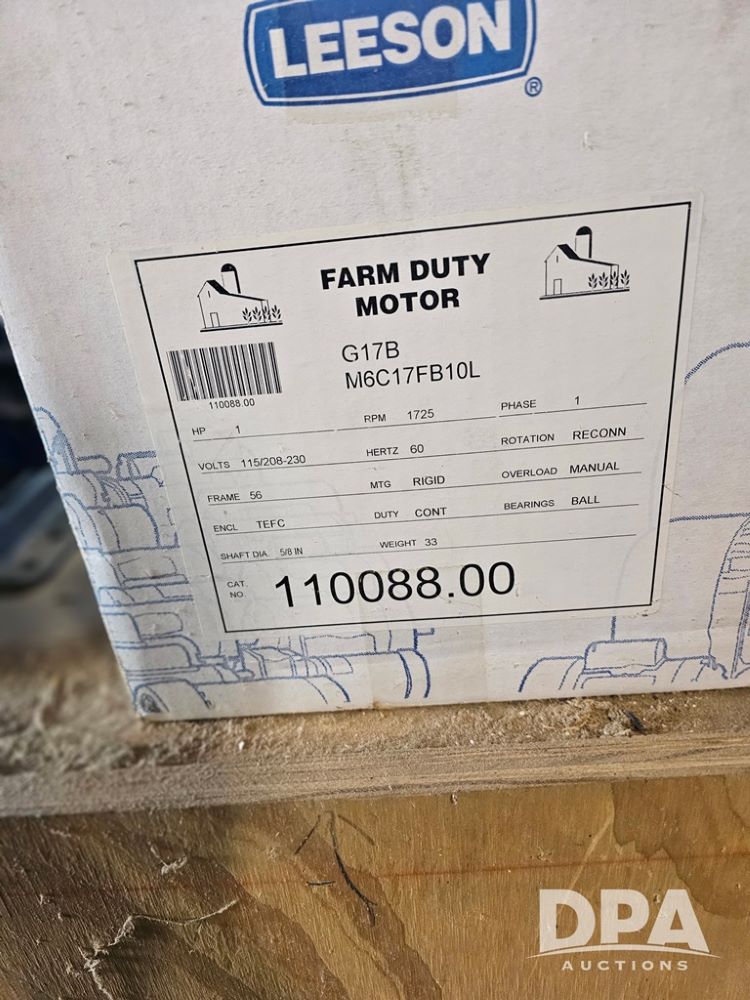 LEESON
®
FARM DUTY
MOTOR
G17B
M6C17FB10L
110088.00
HP 1 RPM 1725 PHASE 1
VOLTS 115/208-230 HERTZ 60 ROTATION RECONN
FRAME 56 MTG RIGID OVERLOAD MANUAL
ENCL TEFC DUTY CONT BEARINGS BALL
SHAFT DIA. 5/8 IN WEIGHT 33
CAT.
NO. 110088.00
DPA
AUCTIONS